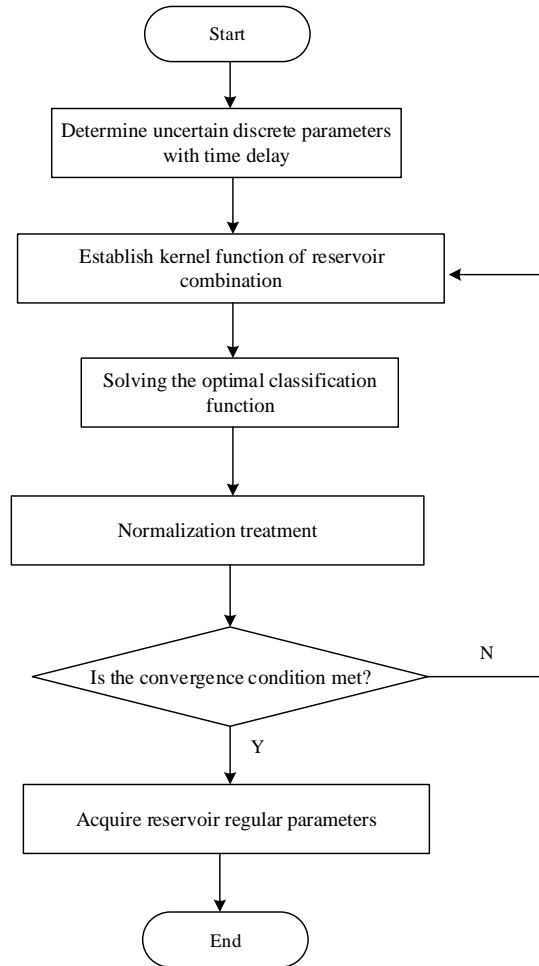 Start
Determine uncertain discrete parameters
with time delay
Establish kernel function of reservoir
combination
Solving the optimal classification
function
Normalization treatment
Is the convergence condition met?
N
Y
Acquire reservoir regular parameters
End